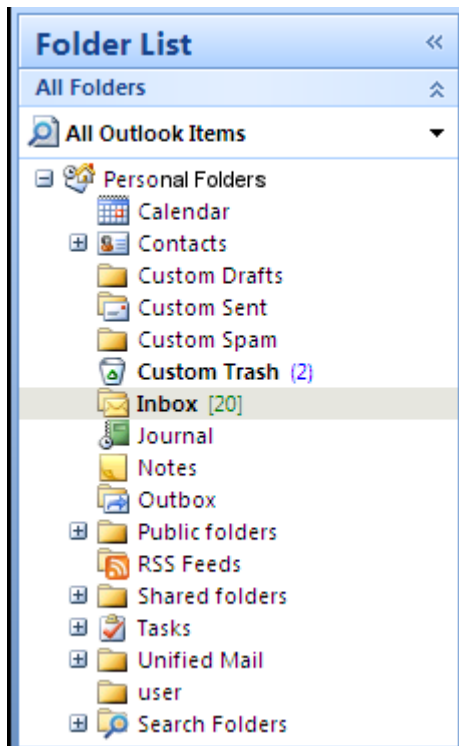 Folder List
All Folders
All Outlook Items
Personal Folders
Calendar
Contacts
Custom Drafts
Custom Sent
Custom Spam
Custom Trash (2)
Inbox [20]
Journal
Notes
Outbox
Public folders
RSS Feeds
Shared folders
Tasks
Unified Mail
user
Search Folders